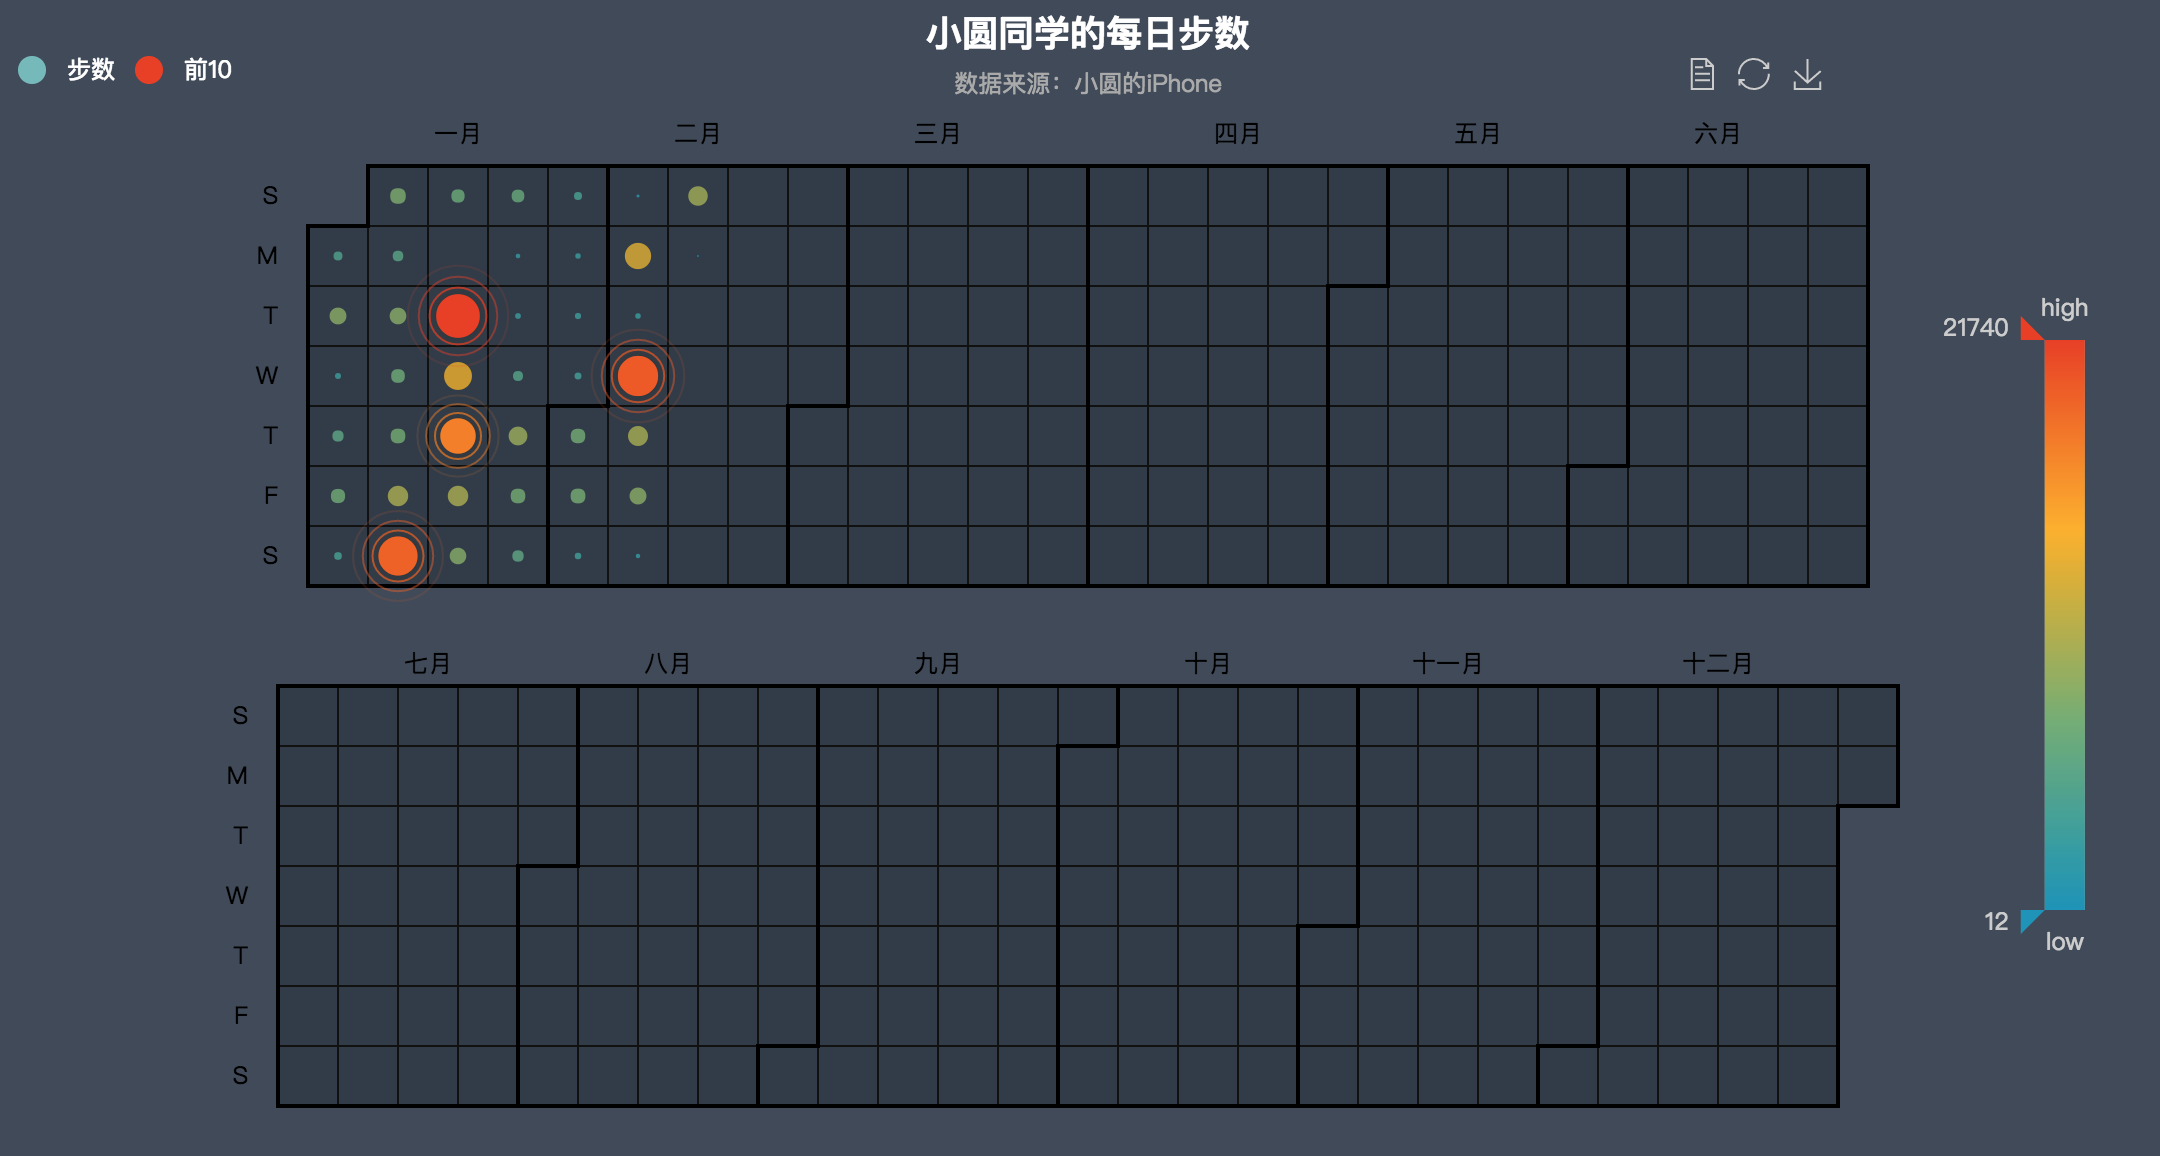 小圆同学的每日步数
步数 前10
数据来源：小圆的iPhone
一月 二月 三月 四月 五月 六月
S
M
T
W
T
F
S
high
21740
12
low
七月 八月 九月 十月 十一月 十二月
S
M
T
W
T
F
S